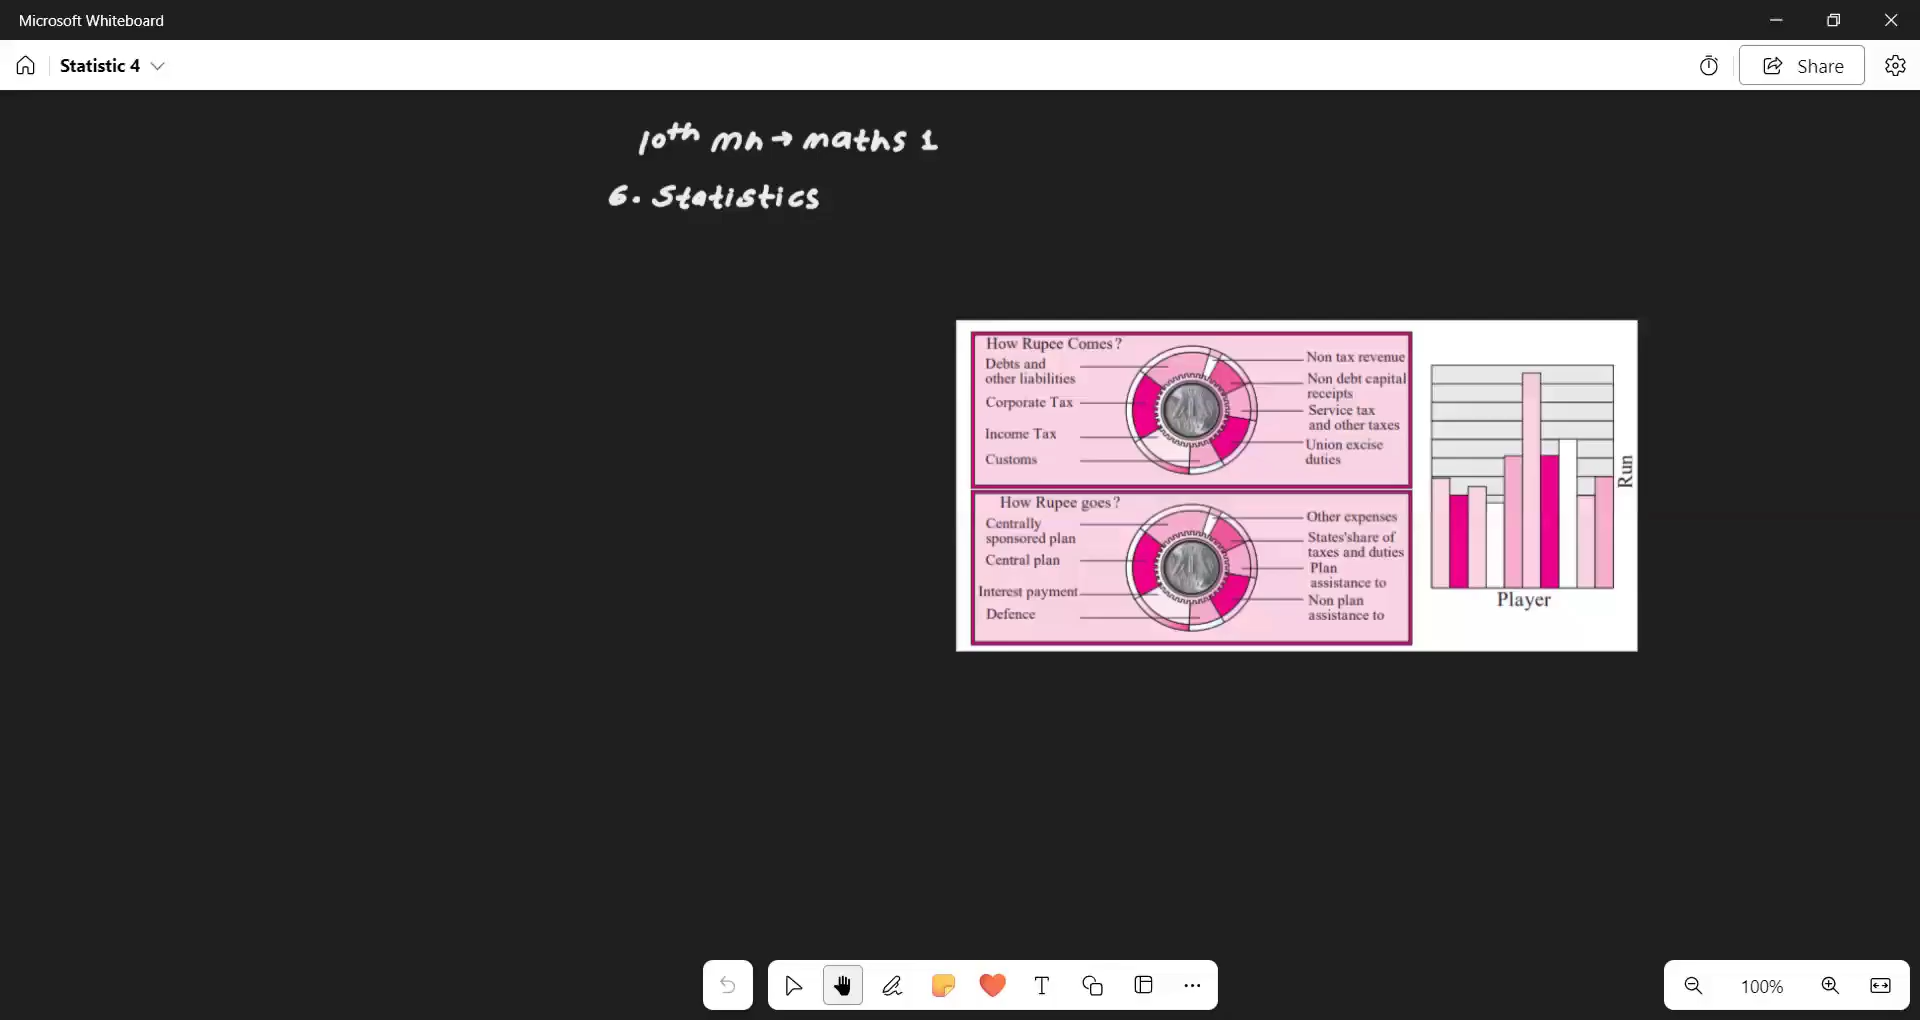 Microsoft Whiteboard
Statistic 4
Share
10th mh → maths 1
6. Statistics
How Rupee Comes?
Debts and
other liabilities
Corporate Tax
Income Tax
Customs
Non tax revenue
Non debt capital
receipts
Service tax
and other taxes
Union excise
duties
How Rupee goes?
Centrally
sponsored plan
Central plan
Interest payment
Defence
Other expenses
States'share of
taxes and duties
Plan
assistance to
Non plan
assistance to
Run
Player
100%